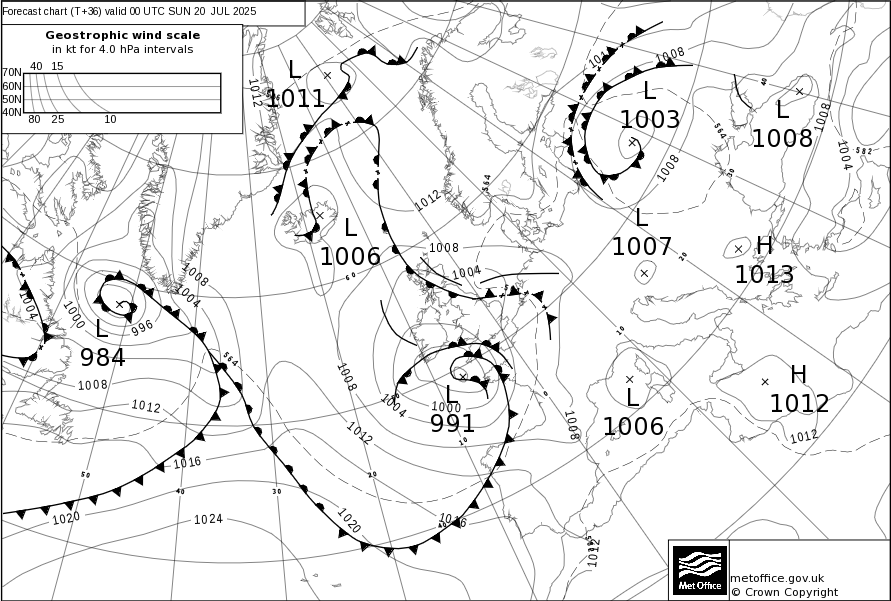 Forecast chart (T+36) valid 00 UTC SUN 20 JUL 2025
Geostrophic wind scale
in kt for 4.0 hPa intervals
40 15
70N
60N
50N
40N
80 25 10
L
1011
1012
L
1003
1008
1008
564
40
L
1008
1008
1004
582
30
564
1012
L
1006
1008
1004
60
L
1007
20
H
1013
1008
1004
1004
1000
996
L
984
564
10
1008
1012
1008
1004
1000
L
991
10
0
L
1006
1008
H
1012
1012
1012
1016
50
40
30
20
1020
1024
1020
1016
40
1012
metoffice.gov.uk
Met Office
© Crown Copyright